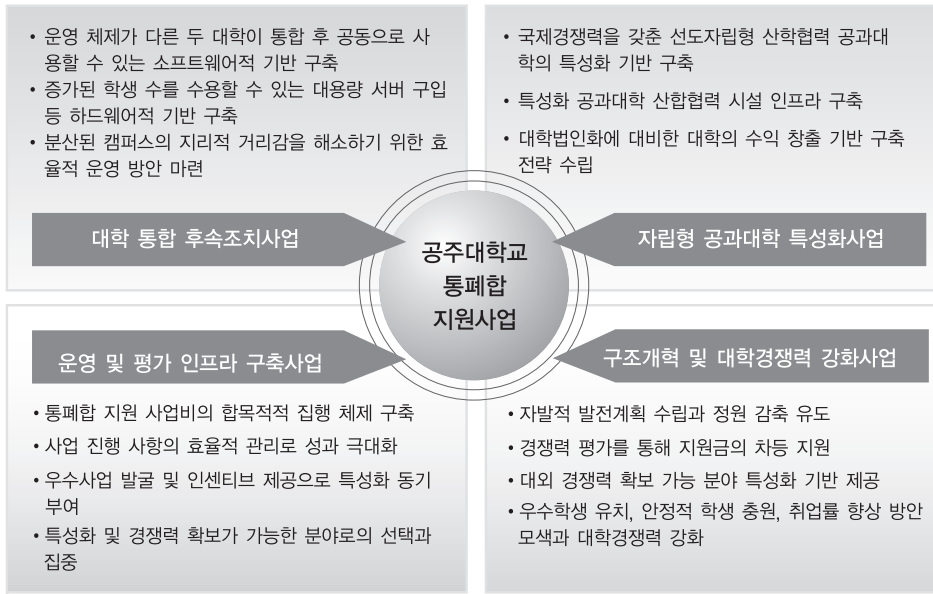 • 운영 체제가 다른 두 대학이 통합 후 공동으로 사
용할 수 있는 소프트웨어적 기반 구축
• 증가된 학생 수를 수용할 수 있는 대용량 서버 구입
등 하드웨어적 기반 구축
• 분산된 캠퍼스의 지리적 거리감을 해소하기 위한 효
율적 운영 방안 마련
대학 통합 후속조치사업
• 국제경쟁력을 갖춘 선도자립형 산학협력 공과대
학의 특성화 기반 구축
• 특성화 공과대학 산합협력 시설 인프라 구축
• 대학법인화에 대비한 대학의 수익 창출 기반 구축
전략 수립
자립형 공과대학 특성화사업
공주대학교
통폐합
지원사업
운영 및 평가 인프라 구축사업
• 통폐합 지원 사업비의 합목적적 집행 체제 구축
• 사업 진행 사항의 효율적 관리로 성과 극대화
• 우수사업 발굴 및 인센티브 제공으로 특성화 동기
부여
• 특성화 및 경쟁력 확보가 가능한 분야로의 선택과
집중
구조개혁 및 대학경쟁력 강화사업
• 자발적 발전계획 수립과 정원 감축 유도
• 경쟁력 평가를 통해 지원금의 차등 지원
• 대외 경쟁력 확보 가능 분야 특성화 기반 제공
• 우수학생 유치, 안정적 학생 충원, 취업률 향상 방안
모색과 대학경쟁력 강화